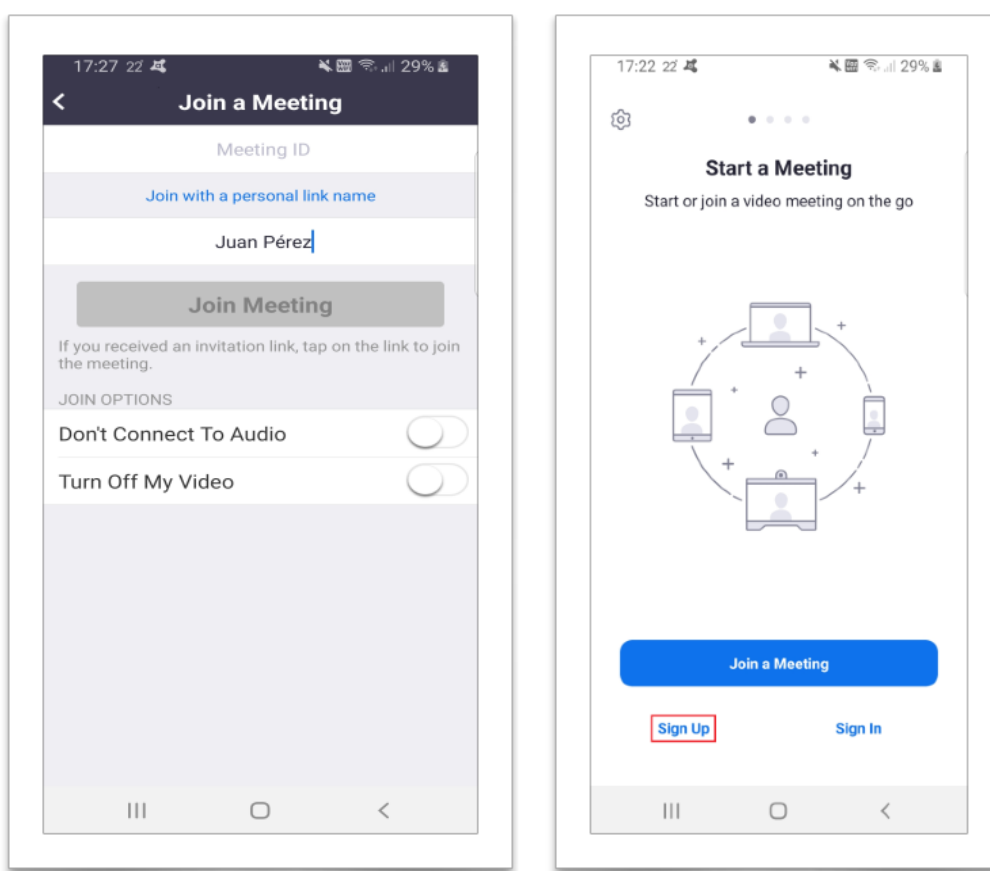 17:27 22° 29%
Join a Meeting
Meeting ID
Join with a personal link name
Juan Pérez
Join Meeting
If you received an invitation link, tap on the link to join
the meeting.
JOIN OPTIONS
Don't Connect To Audio
Turn Off My Video
17:22 22° 29%
Start a Meeting
Start or join a video meeting on the go
Join a Meeting
Sign Up
Sign In